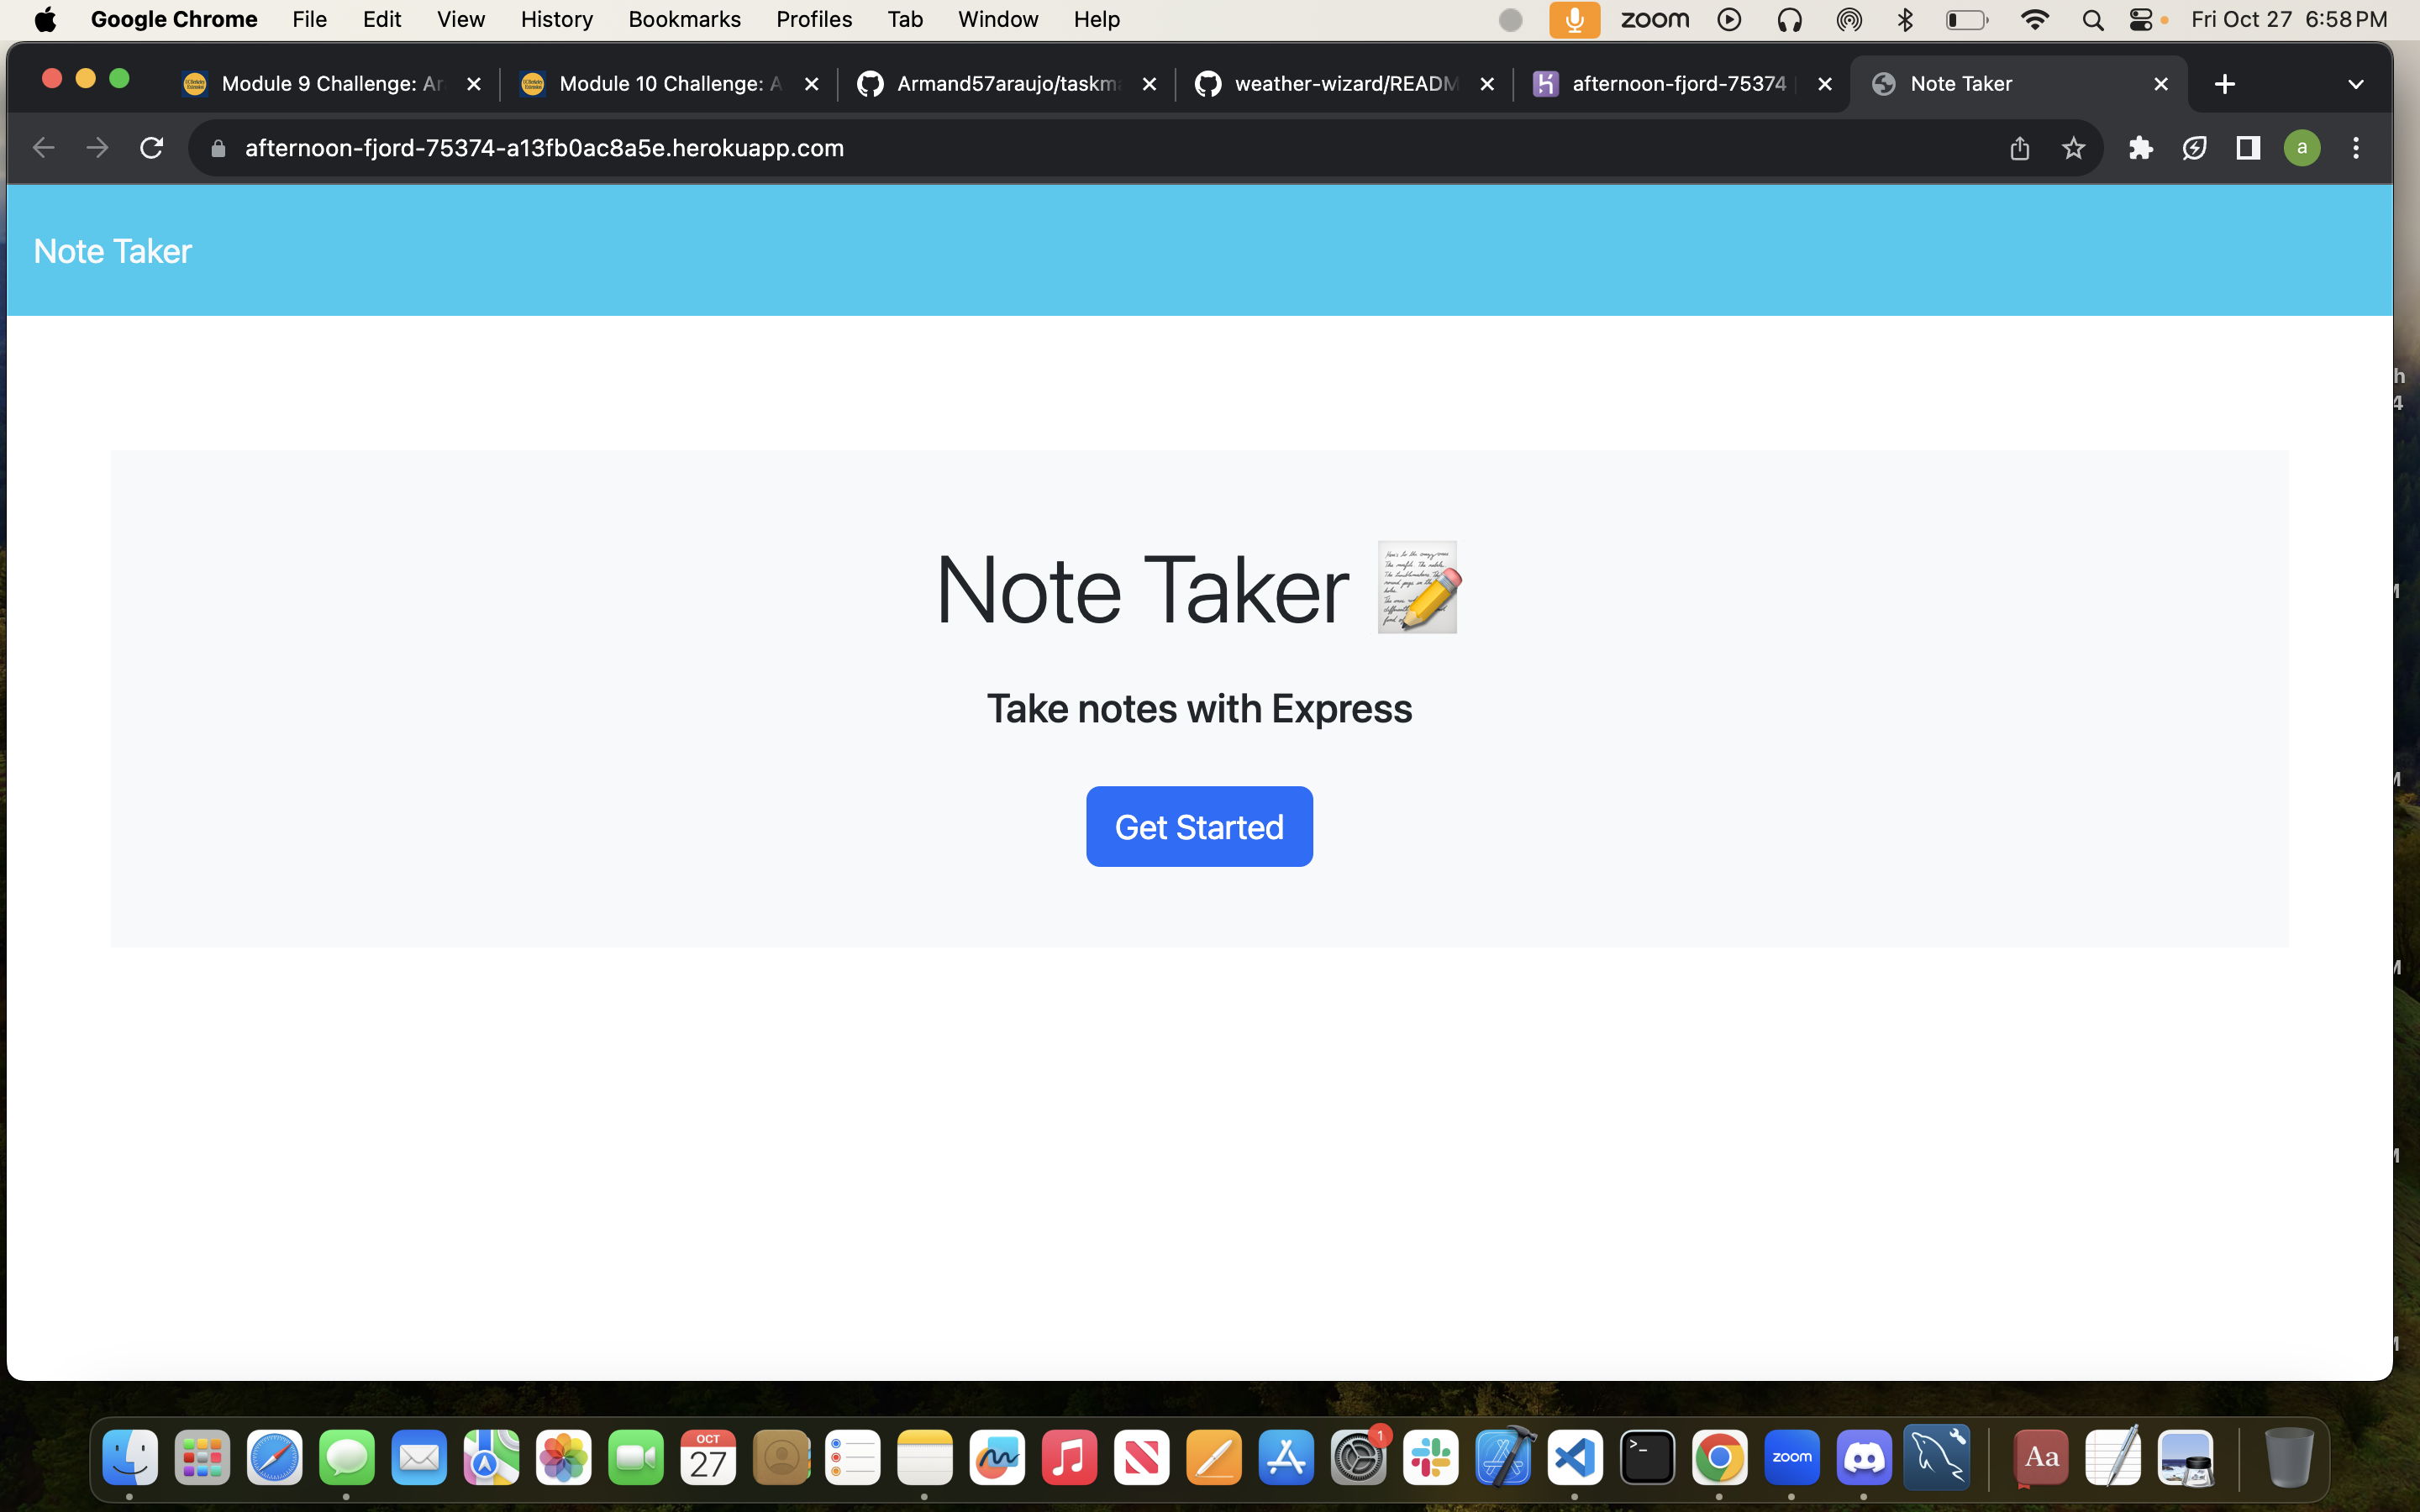 Google Chrome File Edit View History Bookmarks Profiles Tab Window Help zoom Fri Oct 27 6:58 PM
Module 9 Challenge: Ar Module 10 Challenge: A Armand57araujo/taskma weather-wizard/READM afternoon-fjord-75374 Note Taker
afternoon-fjord-75374-a13fb0ac8a5e.herokuapp.com a
Note Taker
h
4
Note Taker
Take notes with Express
Get Started
OCT
27
1
zoom
Aa